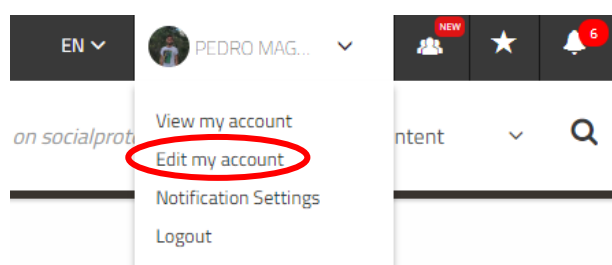 EN PEDRO MAG... NEW 6
View my account
on socialprot ntent
Edit my account
Notification Settings
Logout